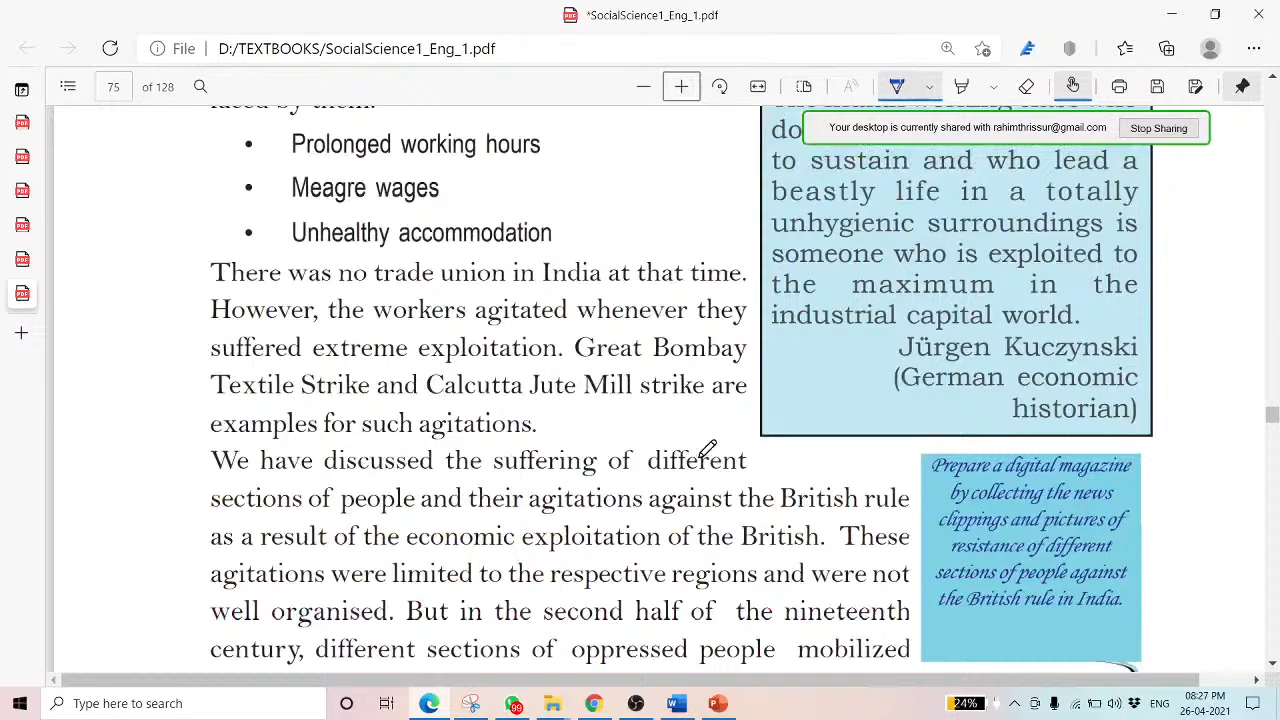 *SocialScience1_Eng_1.pdf
File | D:/TEXTBOOKS/SocialScience1_Eng_1.pdf
75 of 128
faced by them.
• Prolonged working hours
• Meagre wages
• Unhealthy accommodation
There was no trade union in India at that time.
However, the workers agitated whenever they
suffered extreme exploitation. Great Bombay
Textile Strike and Calcutta Jute Mill strike are
examples for such agitations.
We have discussed the suffering of different
sections of people and their agitations against the British rule
as a result of the economic exploitation of the British. These
agitations were limited to the respective regions and were not
well organised. But in the second half of the nineteenth
century, different sections of oppressed people mobilized
do
Your desktop is currently shared with rahimthrissur@gmail.com Stop Sharing
to sustain and who lead a
beastly life in a totally
unhygienic surroundings is
someone who is exploited to
the maximum in the
industrial capital world.
Jürgen Kuczynski
(German economic
historian)
Prepare a digital magazine
by collecting the news
clippings and pictures of
resistance of different
sections of people against
the British rule in India.
Type here to search
99
24%
ENG
08:27 PM
26-04-2021